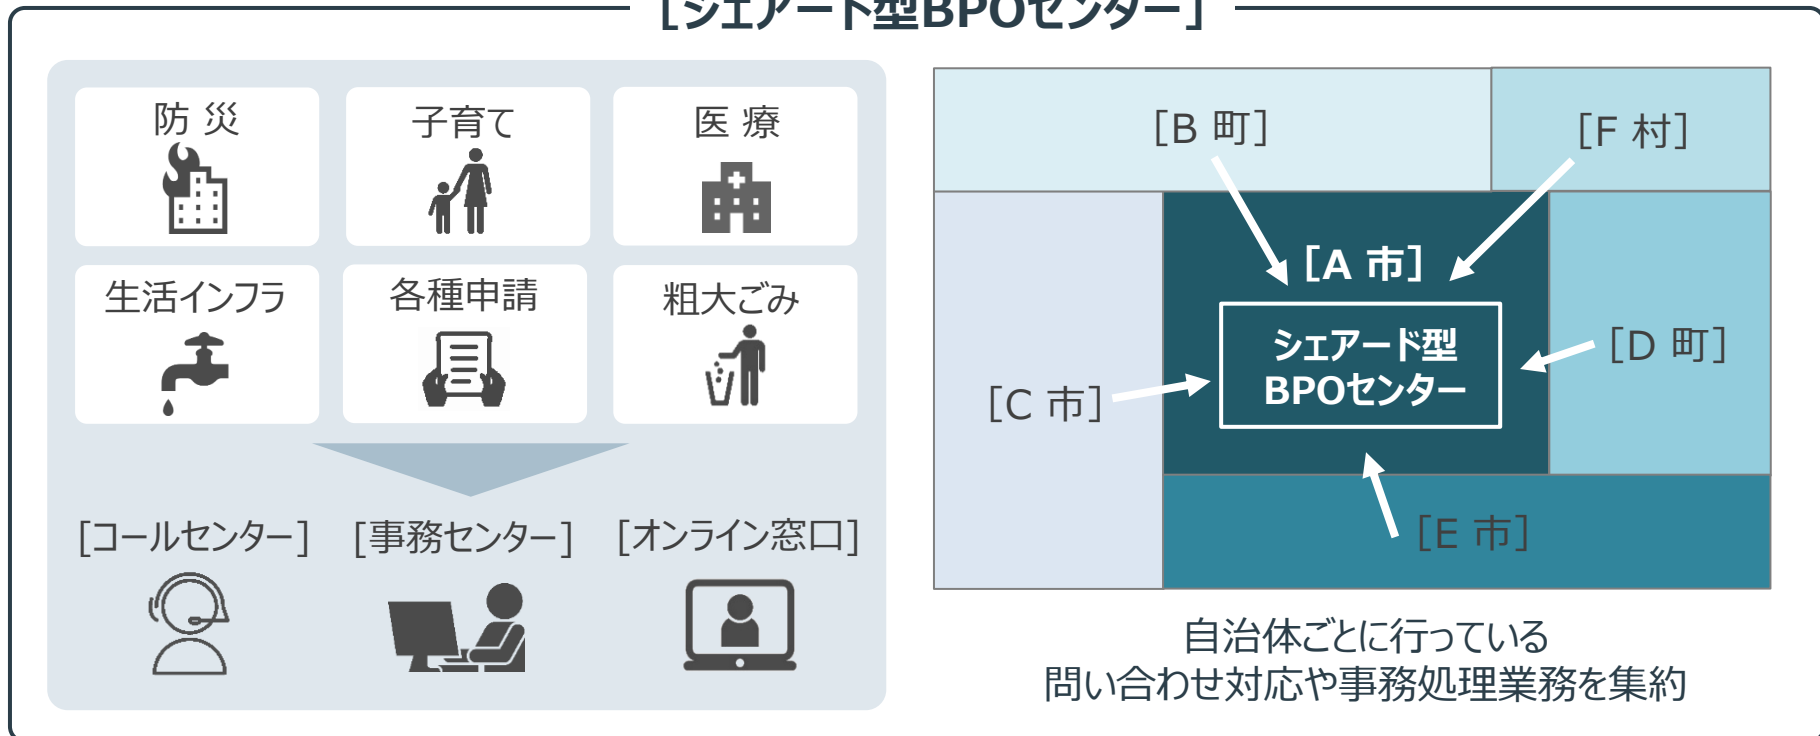 [シェアード型BPOセンター]
防 災
子育て
医 療
生活インフラ
各種申請
粗大ごみ
[コールセンター]
[事務センター]
[オンライン窓口]
[B 町]
[F 村]
[A 市]
シェアード型
BPOセンター
[D 町]
[C 市]
[E 市]
自治体ごとに行っている
問い合わせ対応や事務処理業務を集約